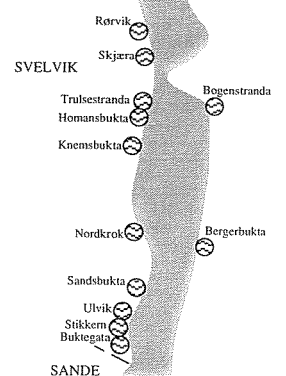 Rørvik
Skjæra
SVELVIK
Bogenstranda
Trulsestranda
Homansbukta
Knemsbukta
Bergerbukta
Nordkrok
Sandsbukta
Ulvik
Stikkern
Buktegata
SANDE